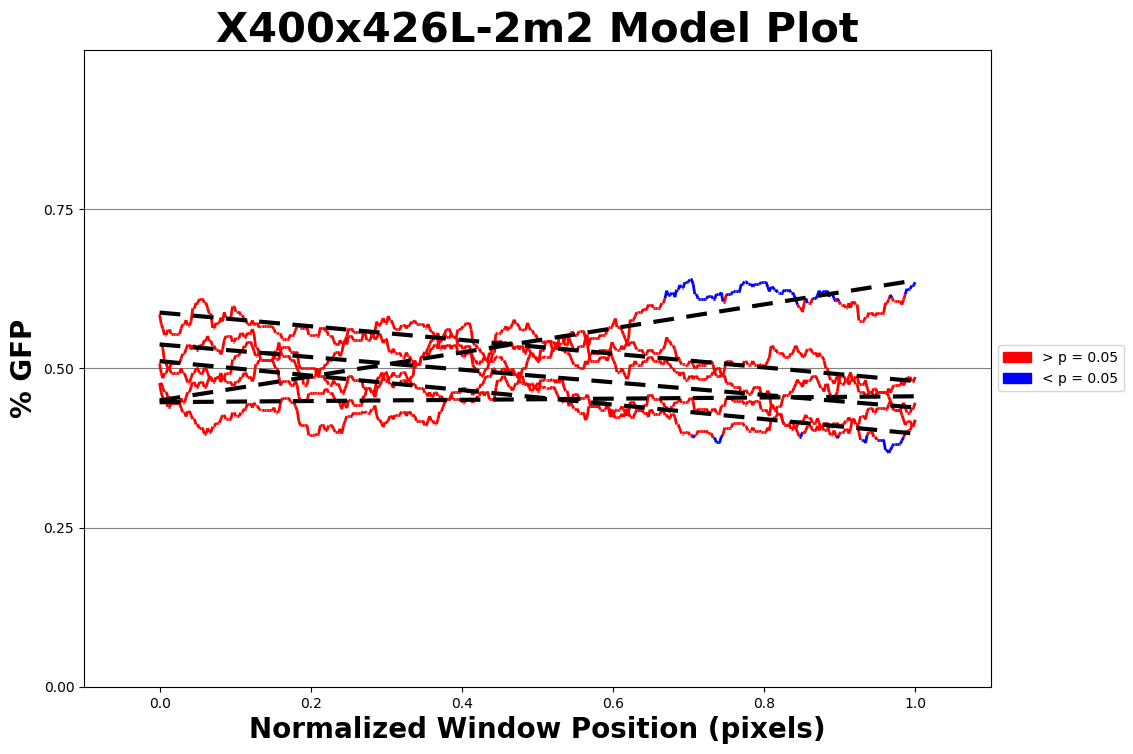 X400x426L-2m2 Model Plot
% GFP
0.75
0.50
0.25
0.00
0.0 0.2 0.4 0.6 0.8 1.0
Normalized Window Position (pixels)
> p = 0.05
< p = 0.05